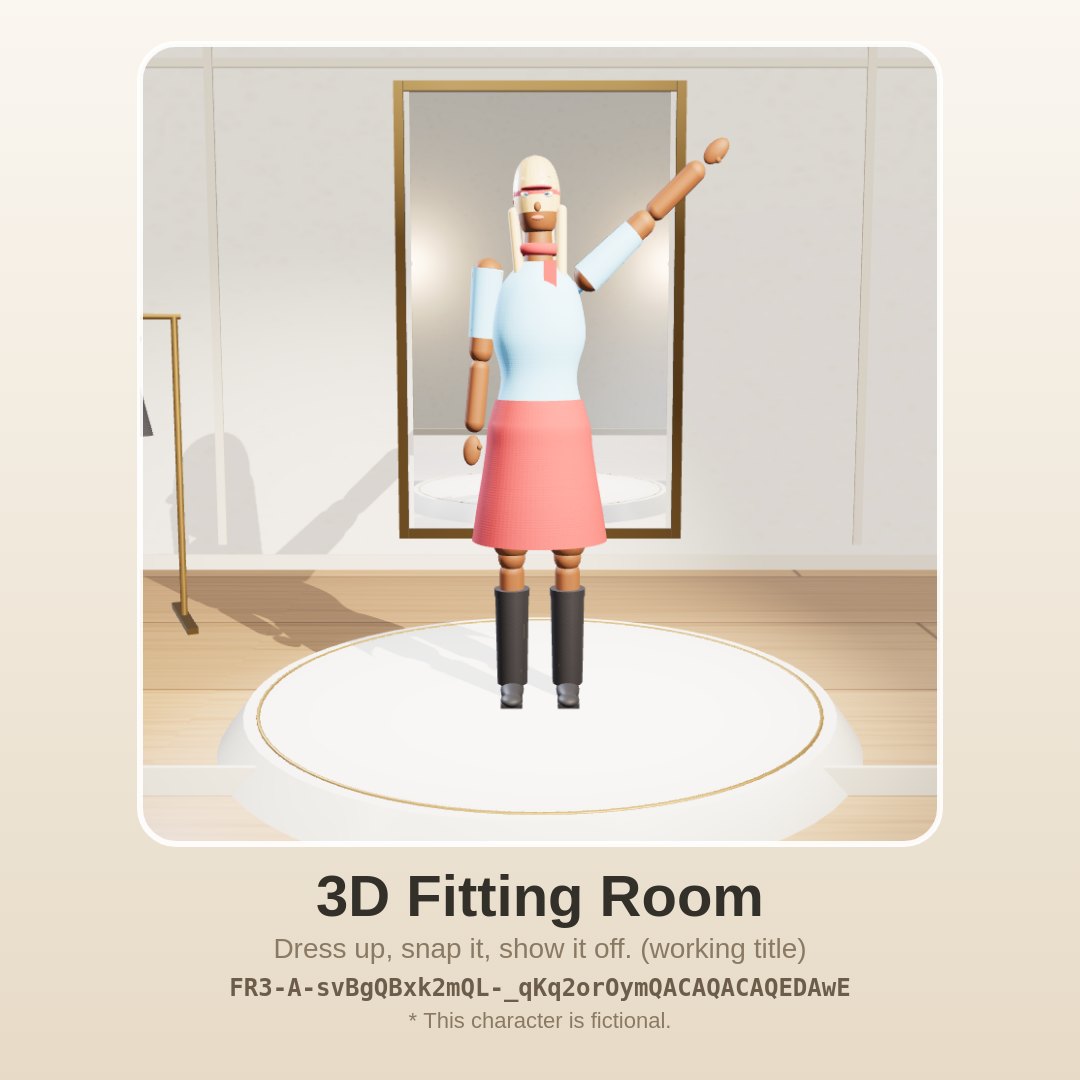 3D Fitting Room
Dress up, snap it, show it off. (working title)
FR3-A-svBgQBxk2mQL-_qKq2orOymQACAQACAQEDAwE
* This character is fictional.